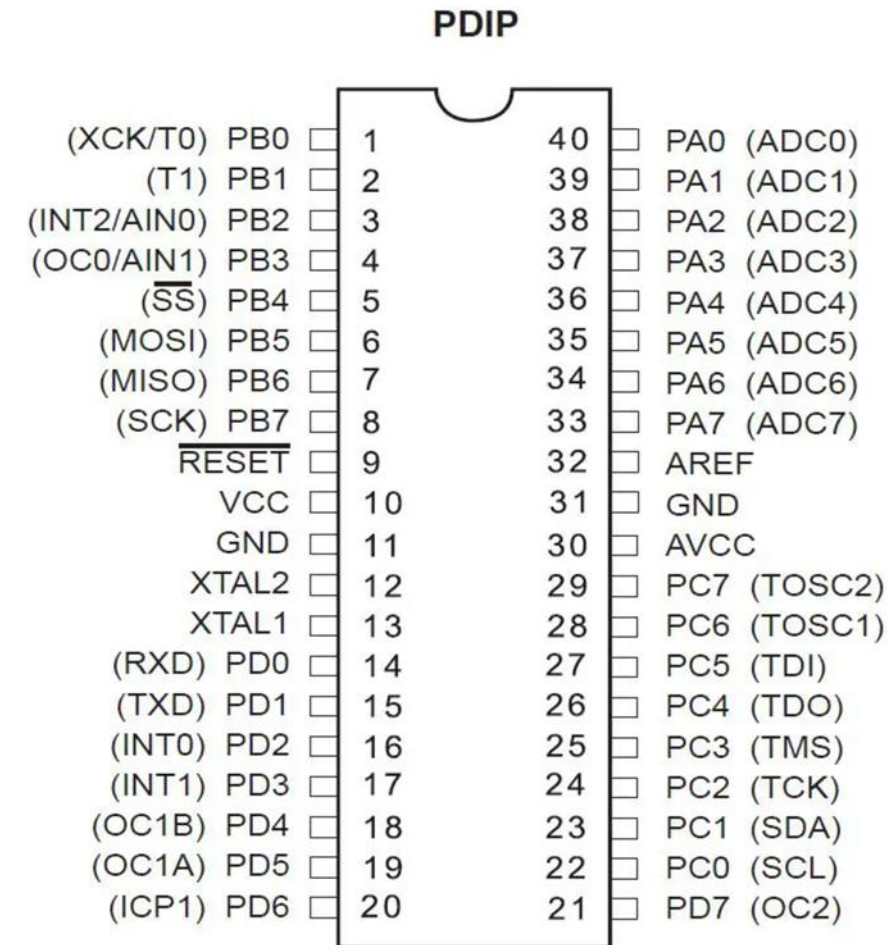 PDIP
(XCK/T0) PB0 1 40 PA0 (ADC0)
(T1) PB1 2 39 PA1 (ADC1)
(INT2/AIN0) PB2 3 38 PA2 (ADC2)
(OC0/AIN1) PB3 4 37 PA3 (ADC3)
(S̅S̅) PB4 5 36 PA4 (ADC4)
(MOSI) PB5 6 35 PA5 (ADC5)
(MISO) PB6 7 34 PA6 (ADC6)
(SCK) PB7 8 33 PA7 (ADC7)
R̅E̅S̅E̅T̅ 9 32 AREF
VCC 10 31 GND
GND 11 30 AVCC
XTAL2 12 29 PC7 (TOSC2)
XTAL1 13 28 PC6 (TOSC1)
(RXD) PD0 14 27 PC5 (TDI)
(TXD) PD1 15 26 PC4 (TDO)
(INT0) PD2 16 25 PC3 (TMS)
(INT1) PD3 17 24 PC2 (TCK)
(OC1B) PD4 18 23 PC1 (SDA)
(OC1A) PD5 19 22 PC0 (SCL)
(ICP1) PD6 20 21 PD7 (OC2)